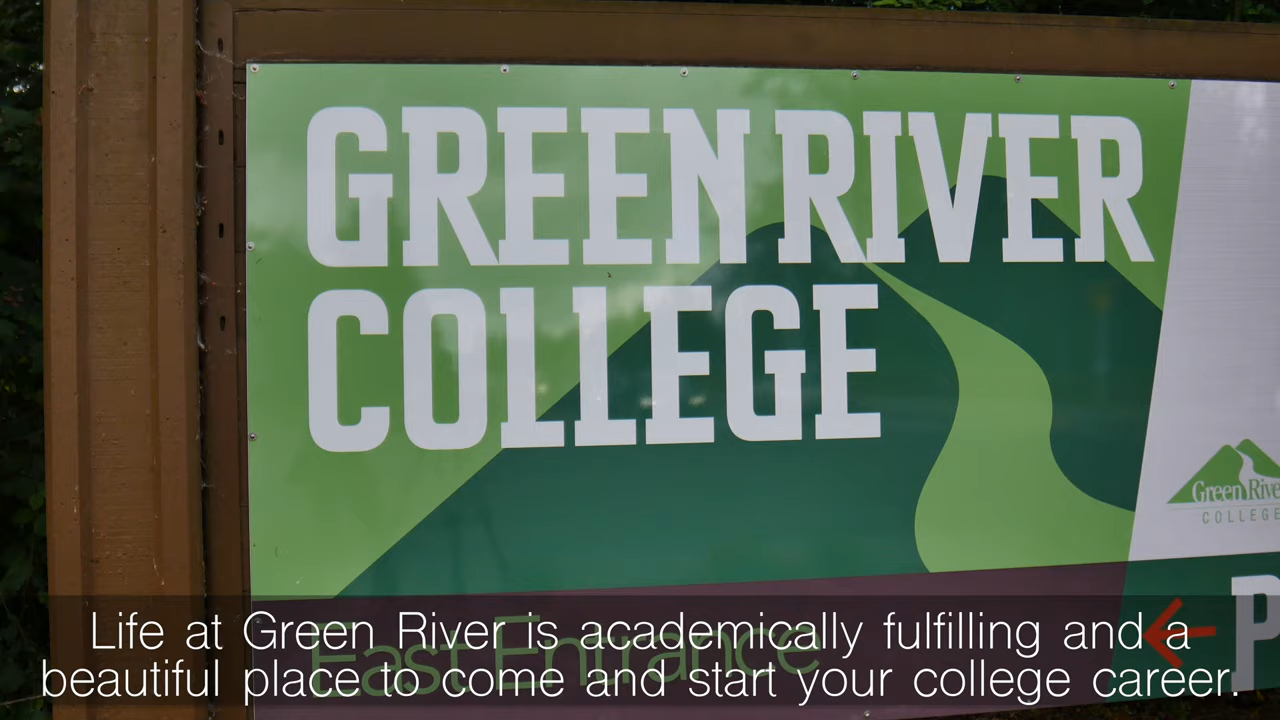 GREEN RIVER
COLLEGE
Green River
COLLEGE
East Entrance
P
Life at Green River is academically fulfilling and a
beautiful place to come and start your college career.